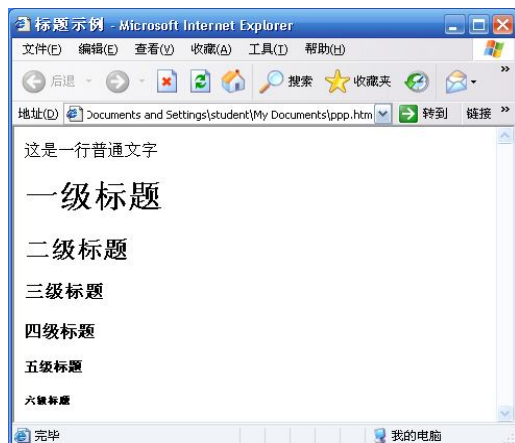 标题示例 - Microsoft Internet Explorer
文件(F) 编辑(E) 查看(V) 收藏(A) 工具(T) 帮助(H)
后退 搜索 收藏夹 »
地址(D) Documents and Settings\student\My Documents\ppp.htm 转到 链接 »
这是一行普通文字
一级标题
二级标题
三级标题
四级标题
五级标题
六级标题
完毕 我的电脑